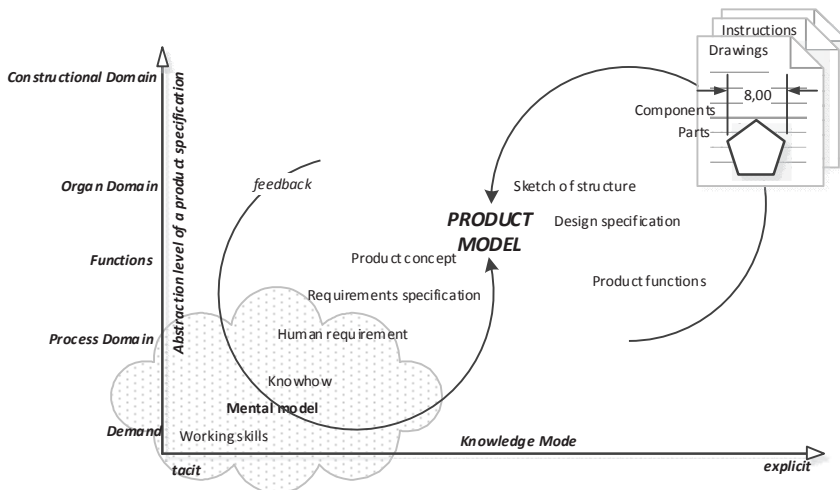 Instructions
Drawings
Constructional Domain
8,00
Components
Parts
Abstraction level of a product specification
Organ Domain
feedback
Sketch of structure
PRODUCT
MODEL
Design specification
Functions
Product concept
Product functions
Requirements specification
Process Domain
Human requirement
Knowhow
Mental model
Demand
Working skills
Knowledge Mode
tacit
explicit